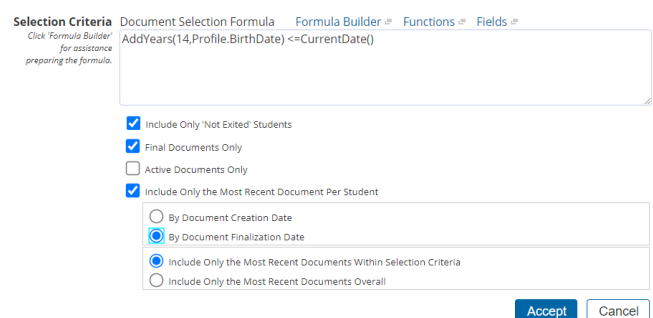 Selection Criteria Document Selection Formula Formula Builder Functions Fields
Click 'Formula Builder'
for assistance
preparing the formula.
AddYears(14,Profile.BirthDate) <=CurrentDate()
Include Only 'Not Exited' Students
Final Documents Only
Active Documents Only
Include Only the Most Recent Document Per Student
By Document Creation Date
By Document Finalization Date
Include Only the Most Recent Documents Within Selection Criteria
Include Only the Most Recent Documents Overall
Accept Cancel